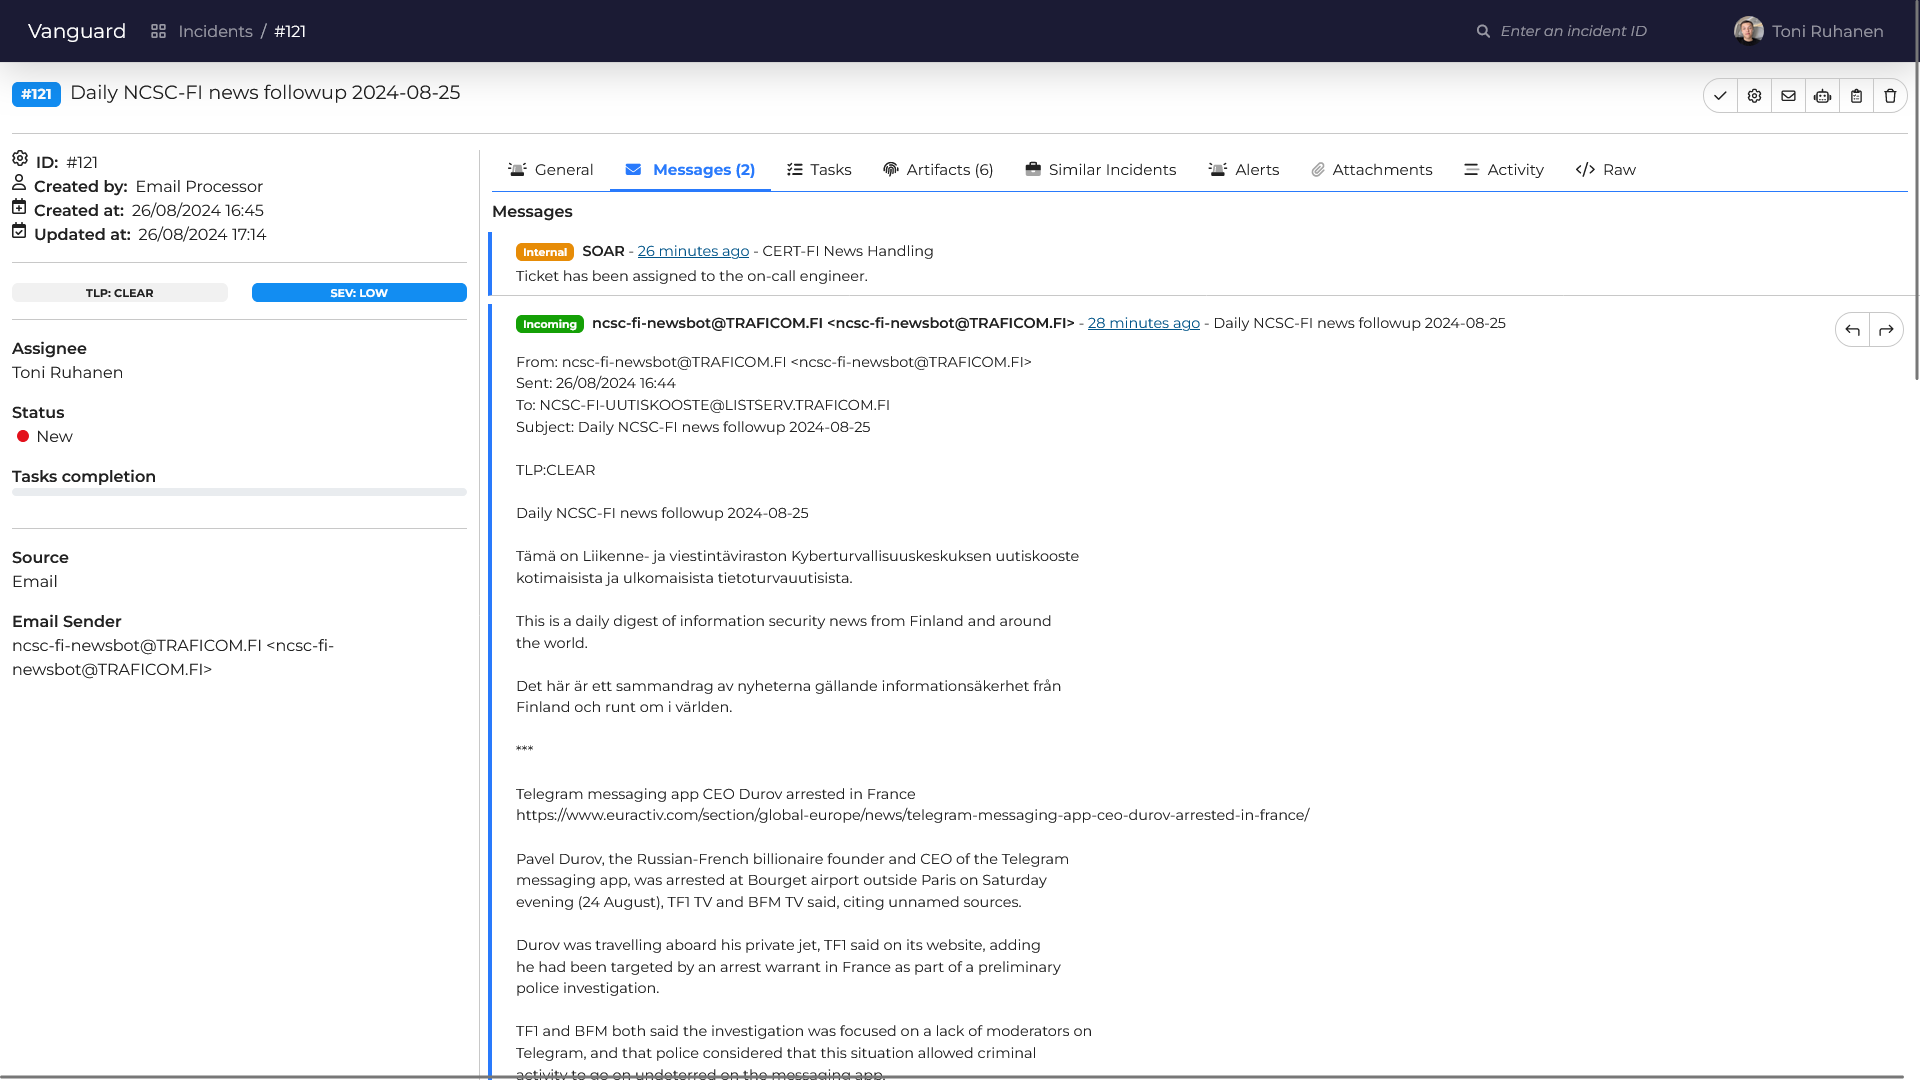 Vanguard
Incidents / #121
Enter an incident ID
Toni Ruhanen
#121 Daily NCSC-FI news followup 2024-08-25
ID: #121
Created by: Email Processor
Created at: 26/08/2024 16:45
Updated at: 26/08/2024 17:14
TLP: CLEAR
SEV: LOW
Assignee
Toni Ruhanen
Status
New
Tasks completion
Source
Email
Email Sender
ncsc-fi-newsbot@TRAFICOM.FI <ncsc-fi-
newsbot@TRAFICOM.FI>
General
Messages (2)
Tasks
Artifacts (6)
Similar Incidents
Alerts
Attachments
Activity
Raw
Messages
Internal SOAR - 26 minutes ago - CERT-FI News Handling
Ticket has been assigned to the on-call engineer.
Incoming ncsc-fi-newsbot@TRAFICOM.FI <ncsc-fi-newsbot@TRAFICOM.FI> - 28 minutes ago - Daily NCSC-FI news followup 2024-08-25
From: ncsc-fi-newsbot@TRAFICOM.FI <ncsc-fi-newsbot@TRAFICOM.FI>
Sent: 26/08/2024 16:44
To: NCSC-FI-UUTISKOOSTE@LISTSERV.TRAFICOM.FI
Subject: Daily NCSC-FI news followup 2024-08-25
TLP:CLEAR
Daily NCSC-FI news followup 2024-08-25
Tämä on Liikenne- ja viestintäviraston Kyberturvallisuuskeskuksen uutiskooste
kotimaisista ja ulkomaisista tietoturvauutisista.
This is a daily digest of information security news from Finland and around
the world.
Det här är ett sammandrag av nyheterna gällande informationsäkerhet från
Finland och runt om i världen.
***
Telegram messaging app CEO Durov arrested in France
https://www.euractiv.com/section/global-europe/news/telegram-messaging-app-ceo-durov-arrested-in-france/
Pavel Durov, the Russian-French billionaire founder and CEO of the Telegram
messaging app, was arrested at Bourget airport outside Paris on Saturday
evening (24 August), TF1 TV and BFM TV said, citing unnamed sources.
Durov was travelling aboard his private jet, TF1 said on its website, adding
he had been targeted by an arrest warrant in France as part of a preliminary
police investigation.
TF1 and BFM both said the investigation was focused on a lack of moderators on
Telegram, and that police considered that this situation allowed criminal
activity to go on undeterred on the messaging app.